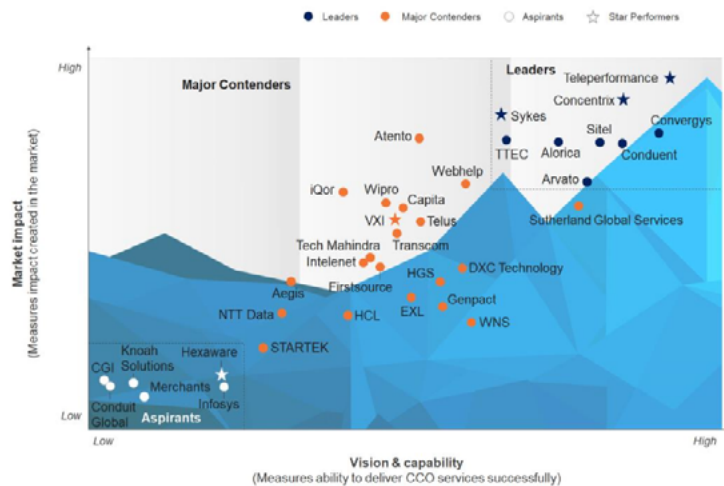 Leaders Major Contenders Aspirants Star Performers
High
Leaders
Major Contenders
Teleperformance
Concentrix
Sykes
Convergys
Atento
Sitel
TTEC
Alorica
Conduent
Webhelp
Arvato
iQor
Wipro
Capita
VXI
Telus
Sutherland Global Services
Transcom
Tech Mahindra
Intelenet
DXC Technology
HGS
Firstsource
Aegis
Genpact
NTT Data
HCL
EXL
WNS
STARTEK
Knoah
Solutions
Hexaware
CGI
Merchants
Conduit
Global
Infosys
Aspirants
Low
Low
High
Market impact
(Measures impact created in the market)
Vision & capability
(Measures ability to deliver CCO services successfully)